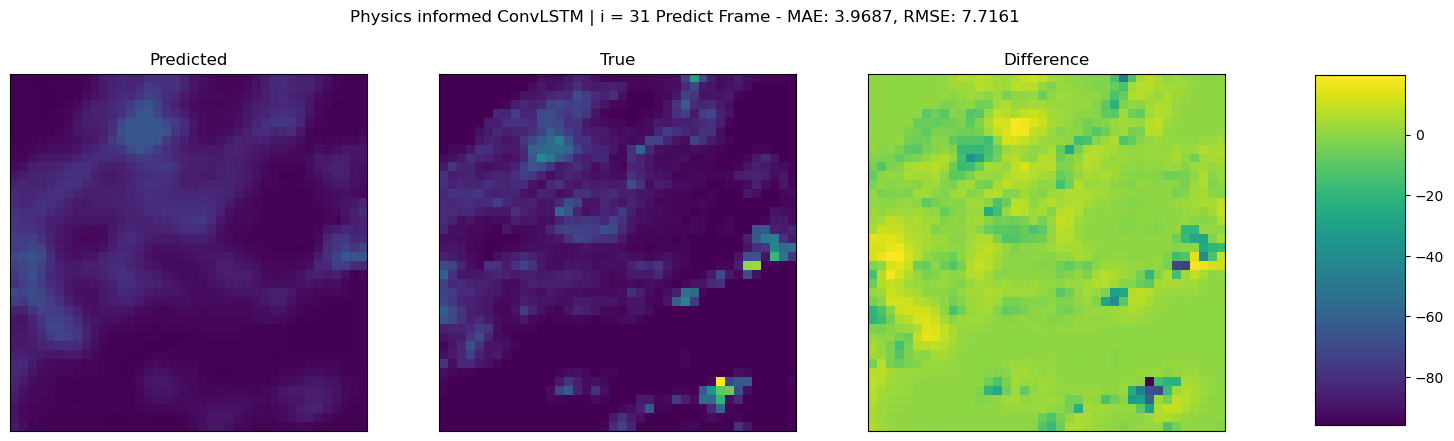 Physics informed ConvLSTM | i = 31 Predict Frame - MAE: 3.9687, RMSE: 7.7161
Predicted
True
Difference
0
−20
−40
−60
−80